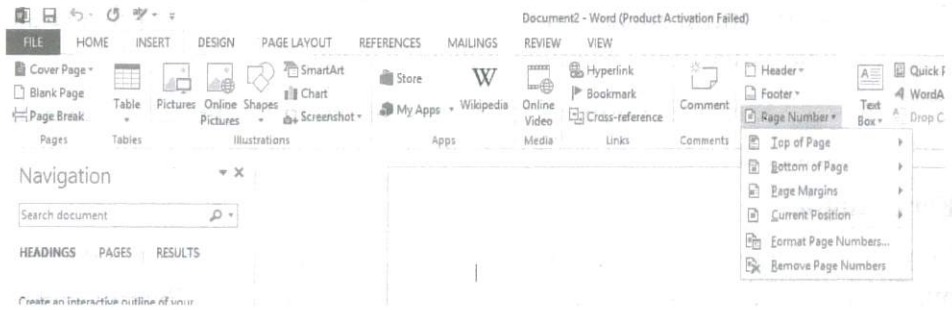 Document2 - Word (Product Activation Failed)
FILE HOME INSERT DESIGN PAGE LAYOUT REFERENCES MAILINGS REVIEW VIEW
Cover Page
Blank Page
Page Break
Pages
Table
Tables
Pictures
Online Pictures
Shapes
SmartArt
Chart
Screenshot
Illustrations
Store
My Apps
W
Wikipedia
Apps
Online Video
Media
Hyperlink
Bookmark
Cross-reference
Links
Comment
Comments
Header
Footer
Page Number
Text Box
A
Quick
WordA
Drop C
Top of Page
Bottom of Page
Page Margins
Current Position
Format Page Numbers...
Remove Page Numbers
Navigation
Search document
HEADINGS PAGES RESULTS
Create an interactive outline of your